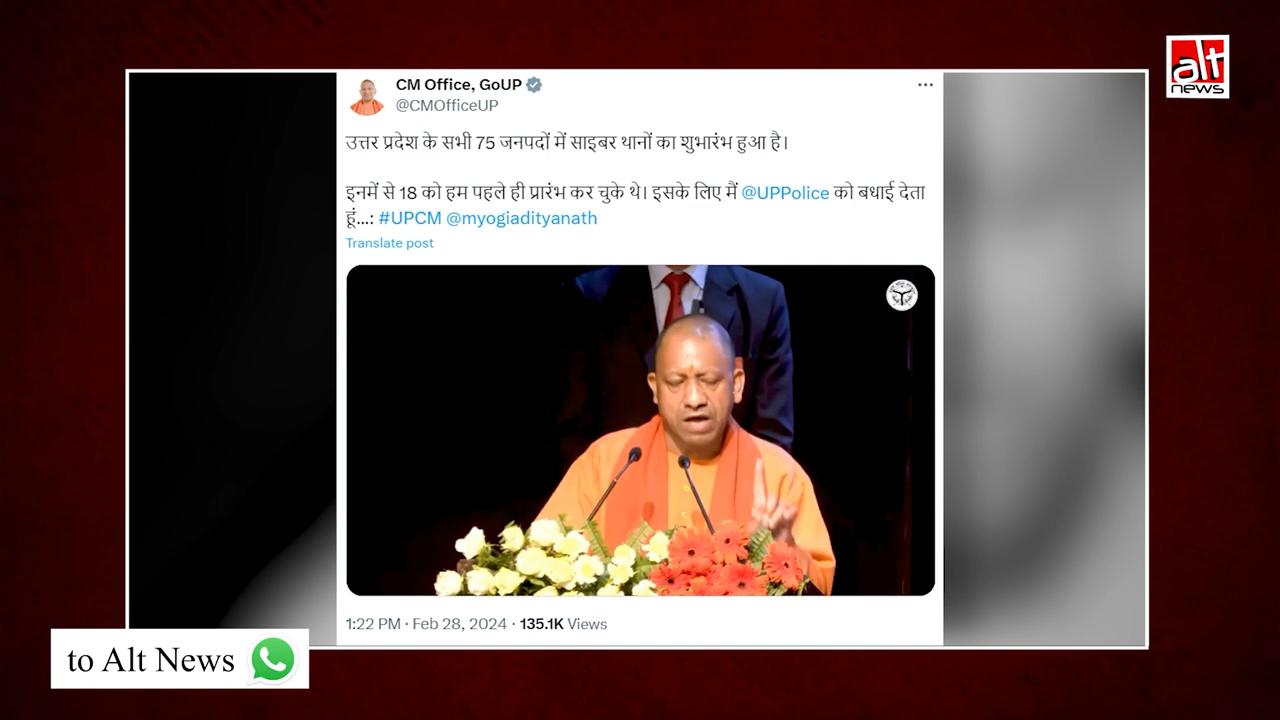 alt
news
CM Office, GoUP
@CMOfficeUP
उत्तर प्रदेश के सभी 75 जनपदों में साइबर थानों का शुभारंभ हुआ है।
इनमें से 18 को हम पहले ही प्रारंभ कर चुके थे। इसके लिए मैं @UPPolice को बधाई देता
हूं...: #UPCM @myogiadityanath
Translate post
1:22 PM · Feb 28, 2024 · 135.1K Views
to Alt News